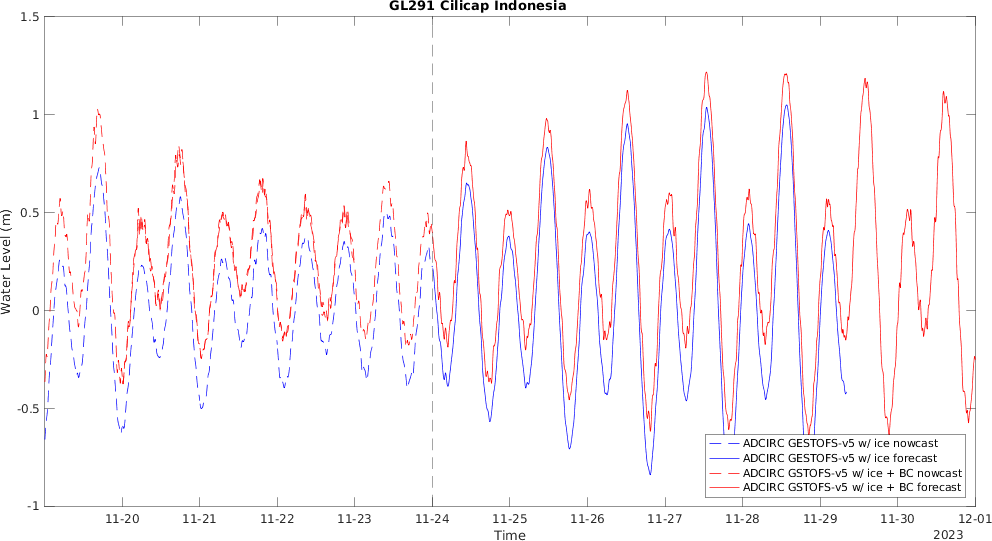 GL291 Cilicap Indonesia
1.5
1
0.5
0
-0.5
-1
Water Level (m)
11-20
11-21
11-22
11-23
11-24
11-25
11-26
11-27
11-28
11-29
11-30
12-01
Time
2023
ADCIRC GESTOFS-v5 w/ ice nowcast
ADCIRC GESTOFS-v5 w/ ice forecast
ADCIRC GSTOFS-v5 w/ ice + BC nowcast
ADCIRC GSTOFS-v5 w/ ice + BC forecast